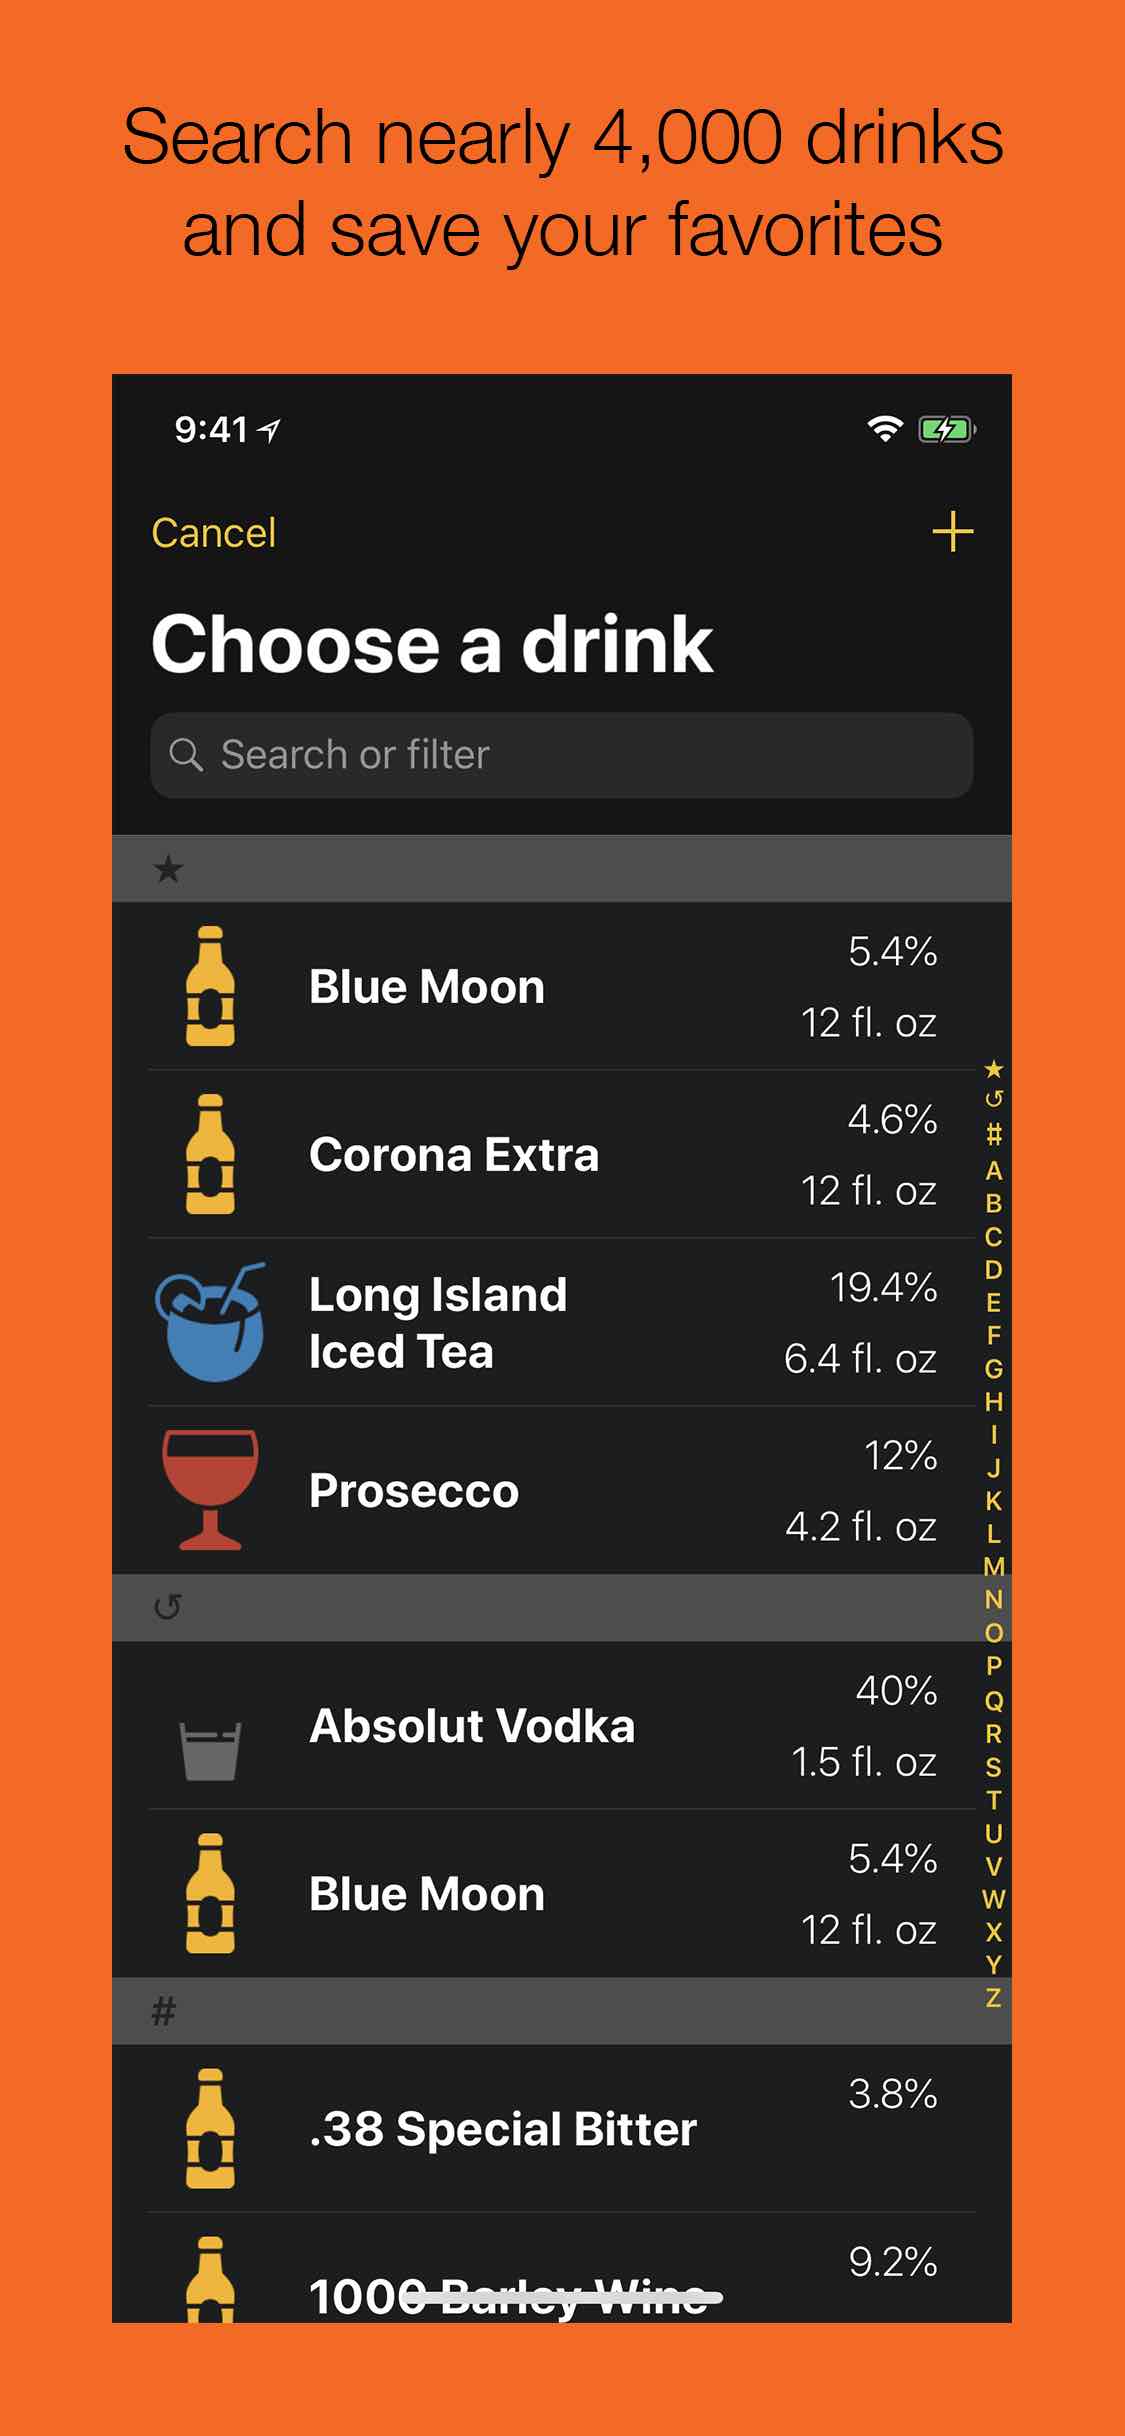 Search nearly 4,000 drinks
and save your favorites
9:41
Cancel
+
Choose a drink
Search or filter
★
Blue Moon
5.4%
12 fl. oz
Corona Extra
4.6%
12 fl. oz
Long Island
Iced Tea
19.4%
6.4 fl. oz
Prosecco
12%
4.2 fl. oz
↺
Absolut Vodka
40%
1.5 fl. oz
Blue Moon
5.4%
12 fl. oz
#
.38 Special Bitter
3.8%
1000 Barley Wine
9.2%
★
↺
#
A
B
C
D
E
F
G
H
I
J
K
L
M
N
O
P
Q
R
S
T
U
V
W
X
Y
Z